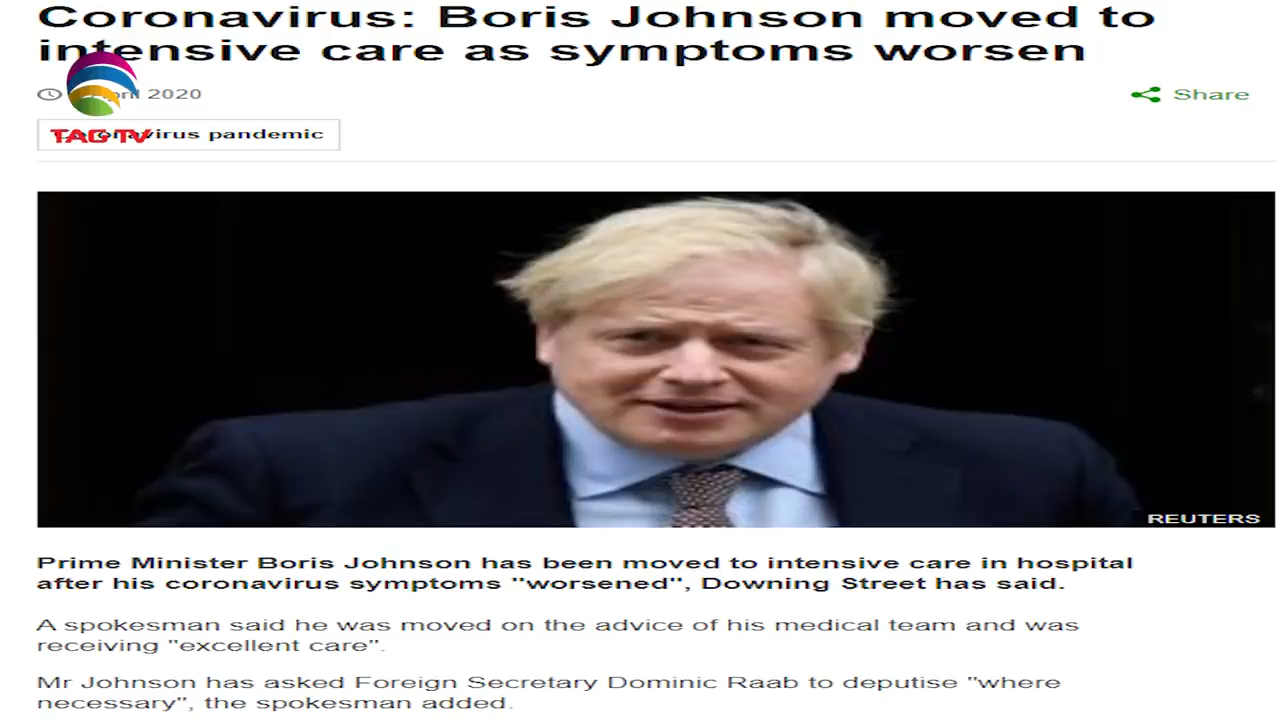 Coronavirus: Boris Johnson moved to
intensive care as symptoms worsen
2020
Share
TAG TV
pandemic
REUTERS
Prime Minister Boris Johnson has been moved to intensive care in hospital
after his coronavirus symptoms "worsened", Downing Street has said.
A spokesman said he was moved on the advice of his medical team and was
receiving "excellent care".
Mr Johnson has asked Foreign Secretary Dominic Raab to deputise "where
necessary", the spokesman added.